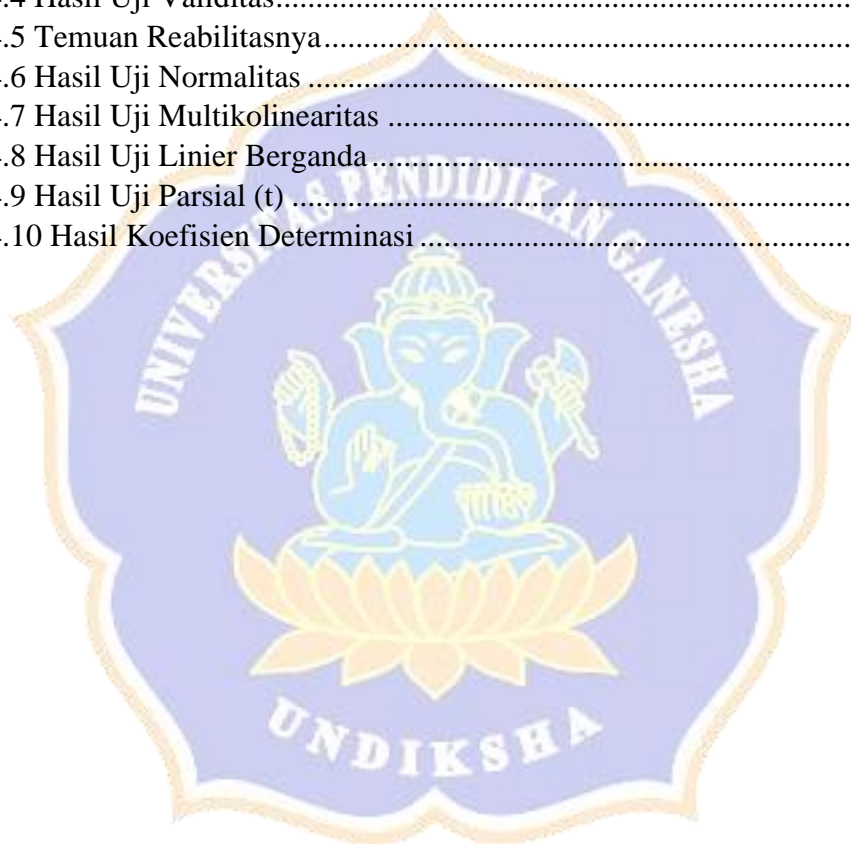 .4 Hasil Uji Validitas........................................................................
.5 Temuan Reabilitasnya..................................................................
.6 Hasil Uji Normalitas ....................................................................
.7 Hasil Uji Multikolinearitas ..........................................................
.8 Hasil Uji Linier Berganda............................................................
.9 Hasil Uji Parsial (t) ......................................................................
.10 Hasil Koefisien Determinasi ......................................................
UNIVERSITAS PENDIDIKAN GANESHA
UNDIKSHA